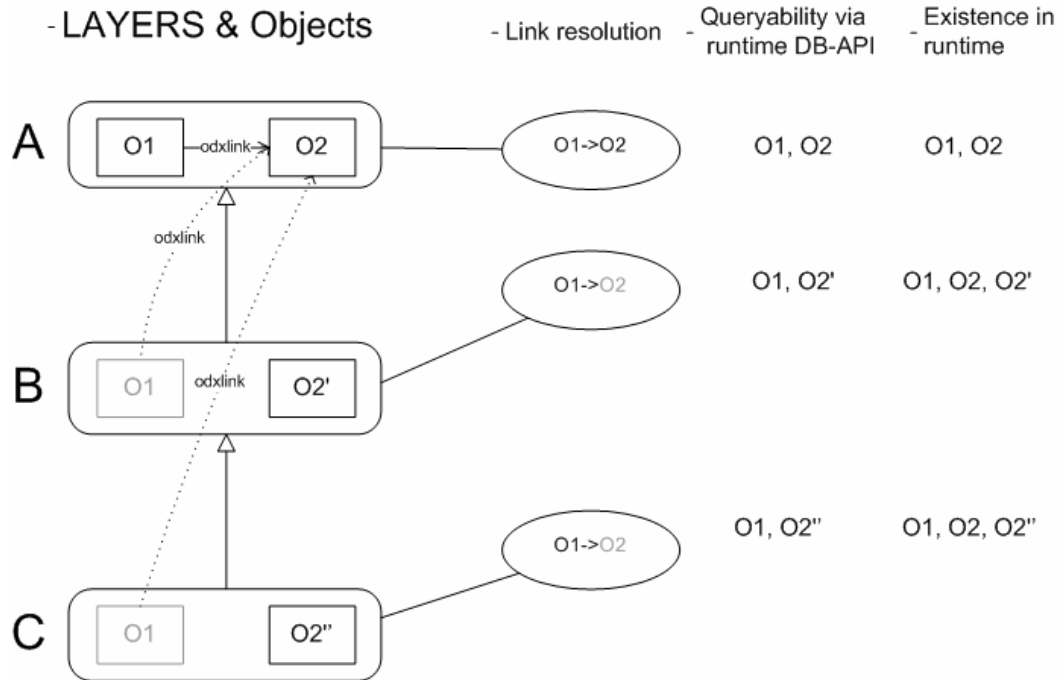 - LAYERS & Objects
- Link resolution
- Queryability via
runtime DB-API
- Existence in
runtime
A
O1
odxlink
O2
O1->O2
O1, O2
O1, O2
odxlink
O1->O2
O1, O2'
O1, O2, O2'
B
O1
odxlink
O2'
O1->O2
O1, O2''
O1, O2, O2''
C
O1
O2''